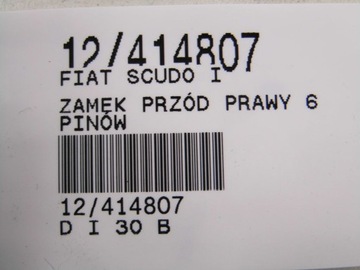 12/414807
FIAT SCUDO I
ZAMEK PRZÓD PRAWY 6
PINÓW
12/414807
D I 30 B